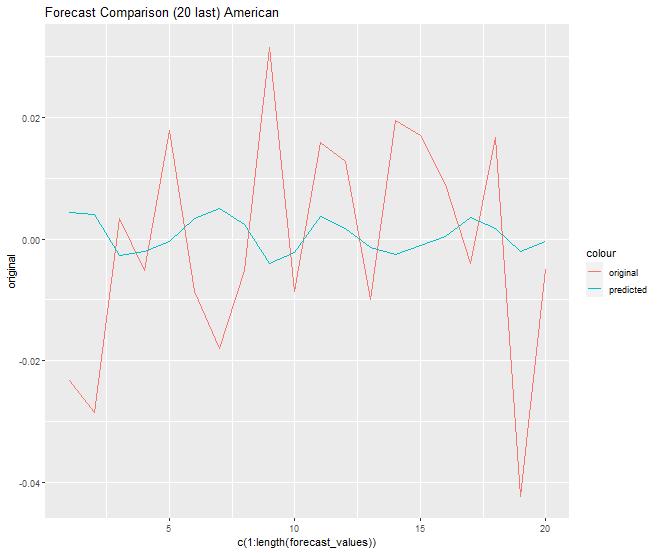 Forecast Comparison (20 last) American
original
0.02
0.00
-0.02
-0.04
5
10
15
20
c(1:length(forecast_values))
colour
original
predicted